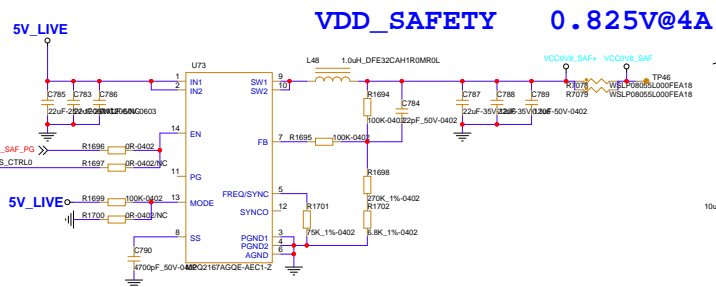 VDD_SAFETY 0.825V@4A
5V_LIVE
U73
L48 1.0uH_DFE32CAH1R0MR0L
VCC0V8_SAF+ VCC0V8_SAF
TP46
1 IN1 SW1 9
2 IN2 SW2 10
C785 C783 C786
R1694
100K-0402
C784
22pF_50V-0402
C787 C788 C789
R7078 WSLP08055L000FEA18
R7079 WSLP08055L000FEA18
14 EN
FB 7 R1695 100K-0402
_SAF_PG R1696 0R-0402
S_CTRL0 R1697 0R-0402/NC
11 PG
R1698
270K_1%-0402
5V_LIVE R1699 100K-0402 13 MODE
FREQ/SYNC 5
R1700 0R-0402/NC
SYNCO 12
R1701
75K_1%-0402
R1702
6.8K_1%-0402
8 SS
PGND1 3
PGND2 4
AGND 6
C790
4700pF_50V-0402
MPQ2167AGQE-AEC1-Z
10u